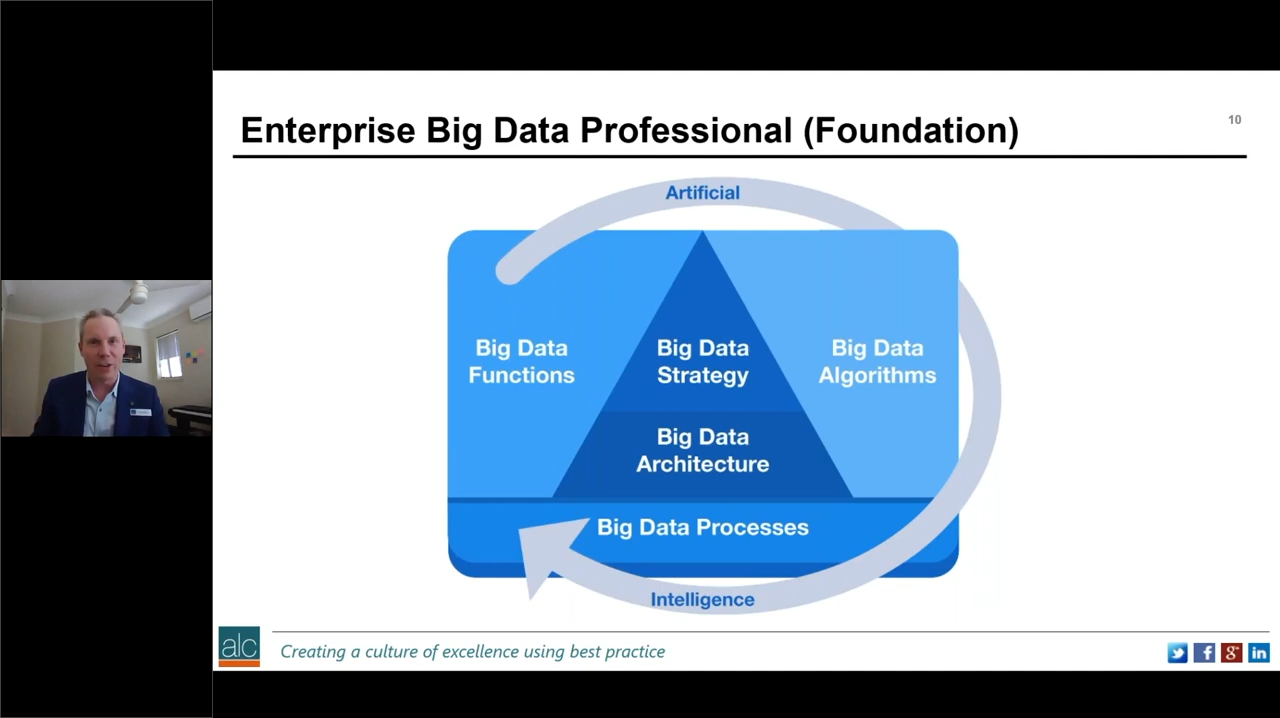 Enterprise Big Data Professional (Foundation)
10
Artificial
Big Data
Functions
Big Data
Strategy
Big Data
Algorithms
Big Data
Architecture
Big Data Processes
Intelligence
alc
Creating a culture of excellence using best practice